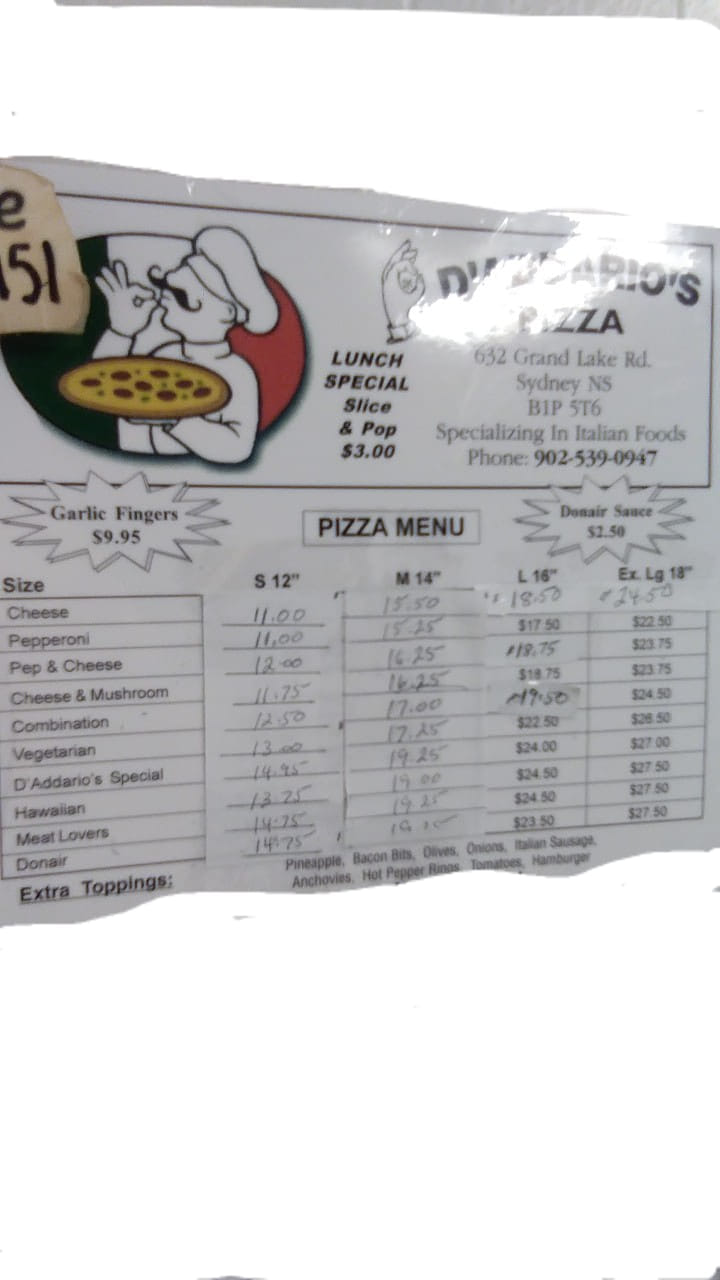 e
151
D'ADDARIO'S
PIZZA
632 Grand Lake Rd.
Sydney NS
B1P 5T6
Specializing In Italian Foods
Phone: 902-539-0947
LUNCH
SPECIAL
Slice
& Pop
$3.00
Garlic Fingers
$9.95
PIZZA MENU
Donair Sauce
$2.50
Size S 12" M 14" L 16" Ex. Lg 18"
Cheese 11.00 15.50 18.50 $24.50
Pepperoni 11.00 15.25 $17.50 $22.50
Pep & Cheese 12.00 16.25 $18.75 $23.75
Cheese & Mushroom 11.75 16.25 $18.75 $23.75
Combination 12.50 17.00 $19.50 $24.50
Vegetarian 13.00 17.25 $22.50 $26.50
D'Addario's Special 14.95 19.25 $24.00 $27.00
Hawaiian 13.75 19.00 $24.50 $27.50
Meat Lovers 14.75 19.25 $24.50 $27.50
Donair 14.75 $23.50 $27.50
Extra Toppings: Pineapple, Bacon Bits, Olives, Onions, Italian Sausage,
Anchovies, Hot Pepper Rings, Tomatoes, Hamburger